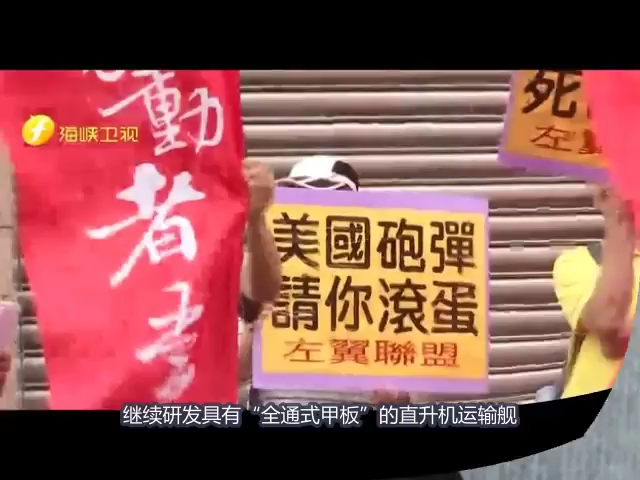 海峡卫视
動
者
美國砲彈
請你滾蛋
左翼聯盟
死
左
继续研发具有“全通式甲板”的直升机运输舰